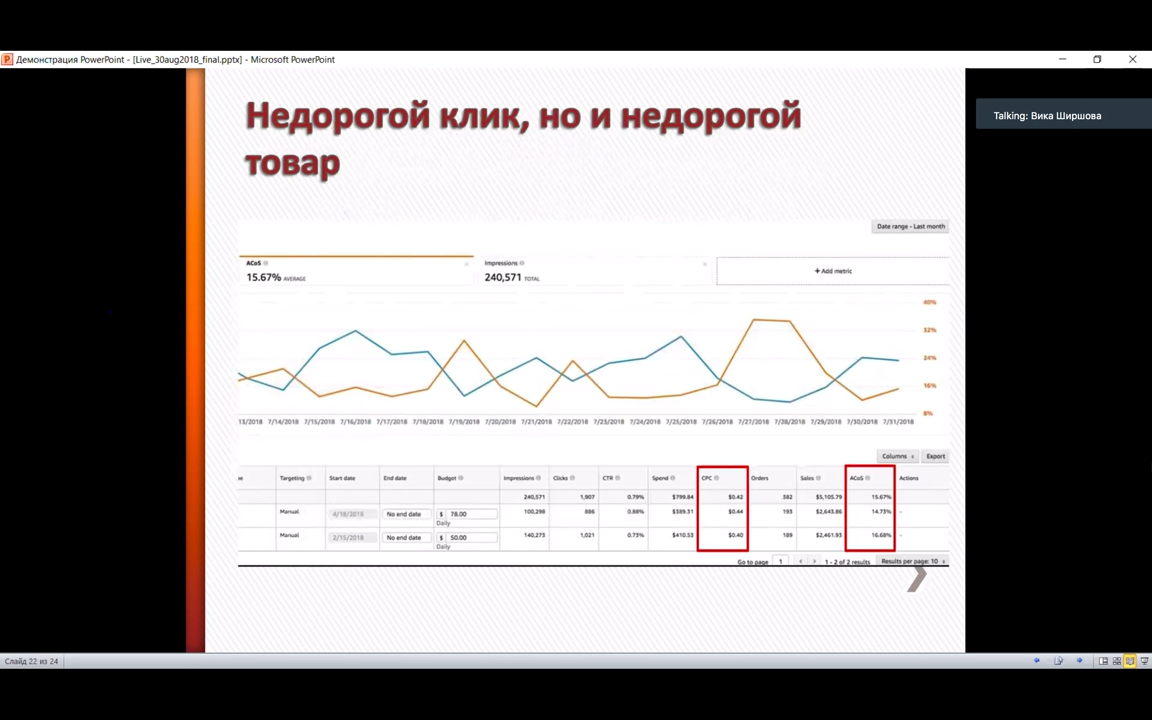 Демонстрация PowerPoint - [Live_30aug2018_final.pptx] - Microsoft PowerPoint
Talking: Вика Ширшова
Недорогой клик, но и недорогой
товар
Date range - Last month
ACoS Impressions
15.67% AVERAGE 240,571 TOTAL + Add metric
40%
32%
24%
16%
8%
13/2018 7/14/2018 7/15/2018 7/16/2018 7/17/2018 7/18/2018 7/19/2018 7/20/2018 7/21/2018 7/22/2018 7/23/2018 7/24/2018 7/25/2018 7/26/2018 7/27/2018 7/28/2018 7/29/2018 7/30/2018 7/31/2018
Columns Export
Targeting Start date End date Budget Impressions Clicks CTR Spend CPC Orders Sales ACoS Actions
240,571 1,907 0.79% $799.84 $0.42 382 $5,105.79 15.67%
Manual 4/18/2018 No end date $ 78.00 100,298 886 0.88% $389.31 $0.44 193 $2,643.86 14.73% -
Daily
Manual 2/15/2018 No end date $ 50.00 140,273 1,021 0.73% $410.53 $0.40 189 $2,461.93 16.68% -
Daily
Go to page 1 1 - 2 of 2 results Results per page: 10
Слайд 22 из 24